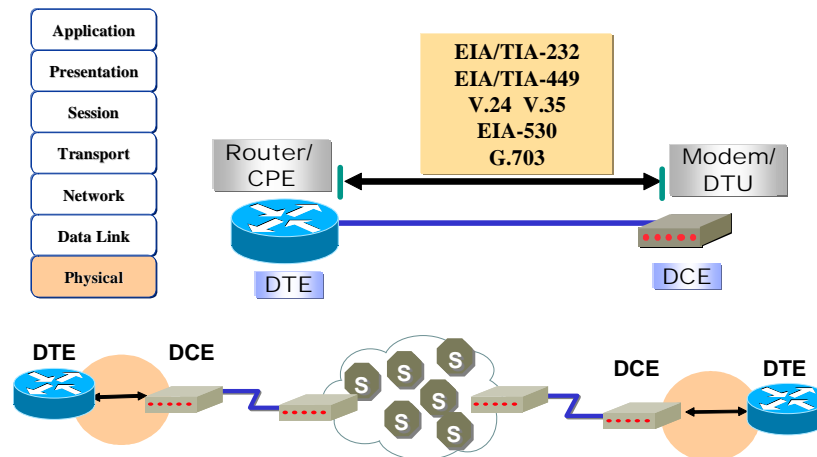 Application
Presentation
Session
Transport
Network
Data Link
Physical
EIA/TIA-232
EIA/TIA-449
V.24 V.35
EIA-530
G.703
Router/
CPE
Modem/
DTU
DTE
DCE
DTE
DCE
S
S
S
S
S
S
S
DCE
DTE